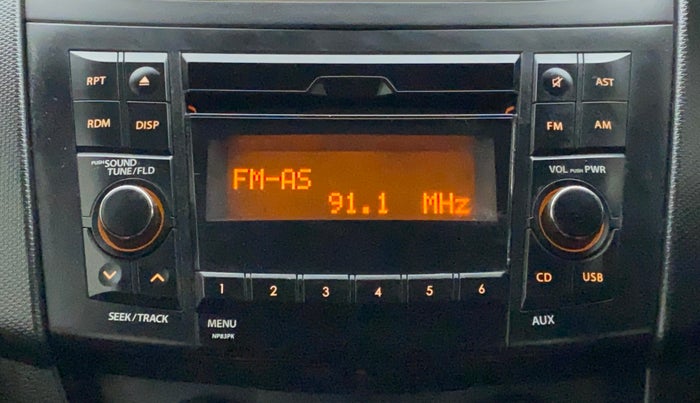 RPT
AST
RDM
DISP
FM
AM
PUSH SOUND
TUNE/FLD
VOL PUSH PWR
FM-AS
91.1 MHz
CD
USB
1 2 3 4 5 6
SEEK/TRACK
MENU
AUX
NP83PK